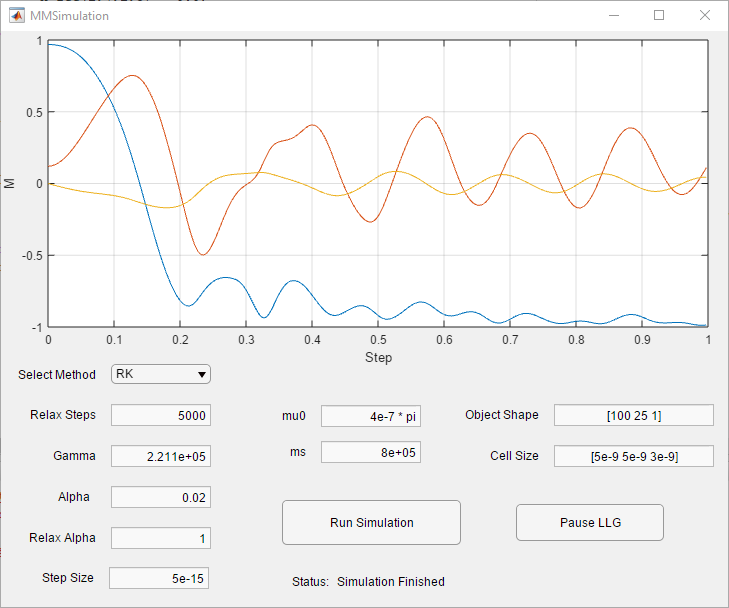 MMSimulation
1
0.5
0
-0.5
-1
M
0 0.1 0.2 0.3 0.4 0.5 0.6 0.7 0.8 0.9 1
Step
Select Method RK
Relax Steps 5000 mu0 4e-7 * pi Object Shape [100 25 1]
Gamma 2.211e+05 ms 8e+05 Cell Size [5e-9 5e-9 3e-9]
Alpha 0.02
Relax Alpha 1 Run Simulation Pause LLG
Step Size 5e-15 Status: Simulation Finished